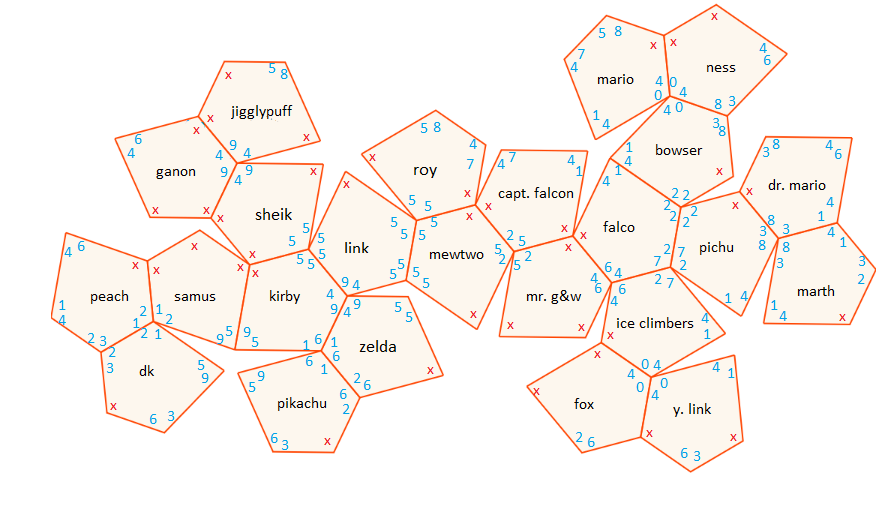 5 8
x
x
x
4
7
mario
4
0
1
4
x
0
4
ness
4
6
8
3
4
0
3
8
bowser
x
1
4
2
2
x
5
8
jigglypuff
x
x
6
4
x
9
4
ganon
x
x
9
4
9
4
x
sheik
x
x
5
5
5 8
roy
4
7
x
x
5
5
4
7
4
1
capt. falcon
x
x
x
link
5
5
5
5
9
4
5
5
x
5
5
mewtwo
2
5
5
x
5
2
x
mr. g&w
4
6
x
x
4
1
x
falco
2
2
2
7
6
4
2
2
x
pichu
7
2
x
8
3
1
4
3
8
4
6
dr. mario
x
3
8
4
1
8
3
4
1
3
2
marth
1
4
x
4
6
x
peach
1
4
2
1
2
3
x
x
x
samus
1
2
5
9
x
kirby
5
5
4
9
9
5
1
6
2
1
2
3
dk
5
9
x
6
3
9
4
5
5
zelda
1
6
2
6
x
6
1
5
9
pikachu
6
2
6
3
x
6
4
2
7
ice climbers
4
1
x
0
4
x
x
fox
4
0
2
6
0
4
4
1
y. link
x
x
6
3